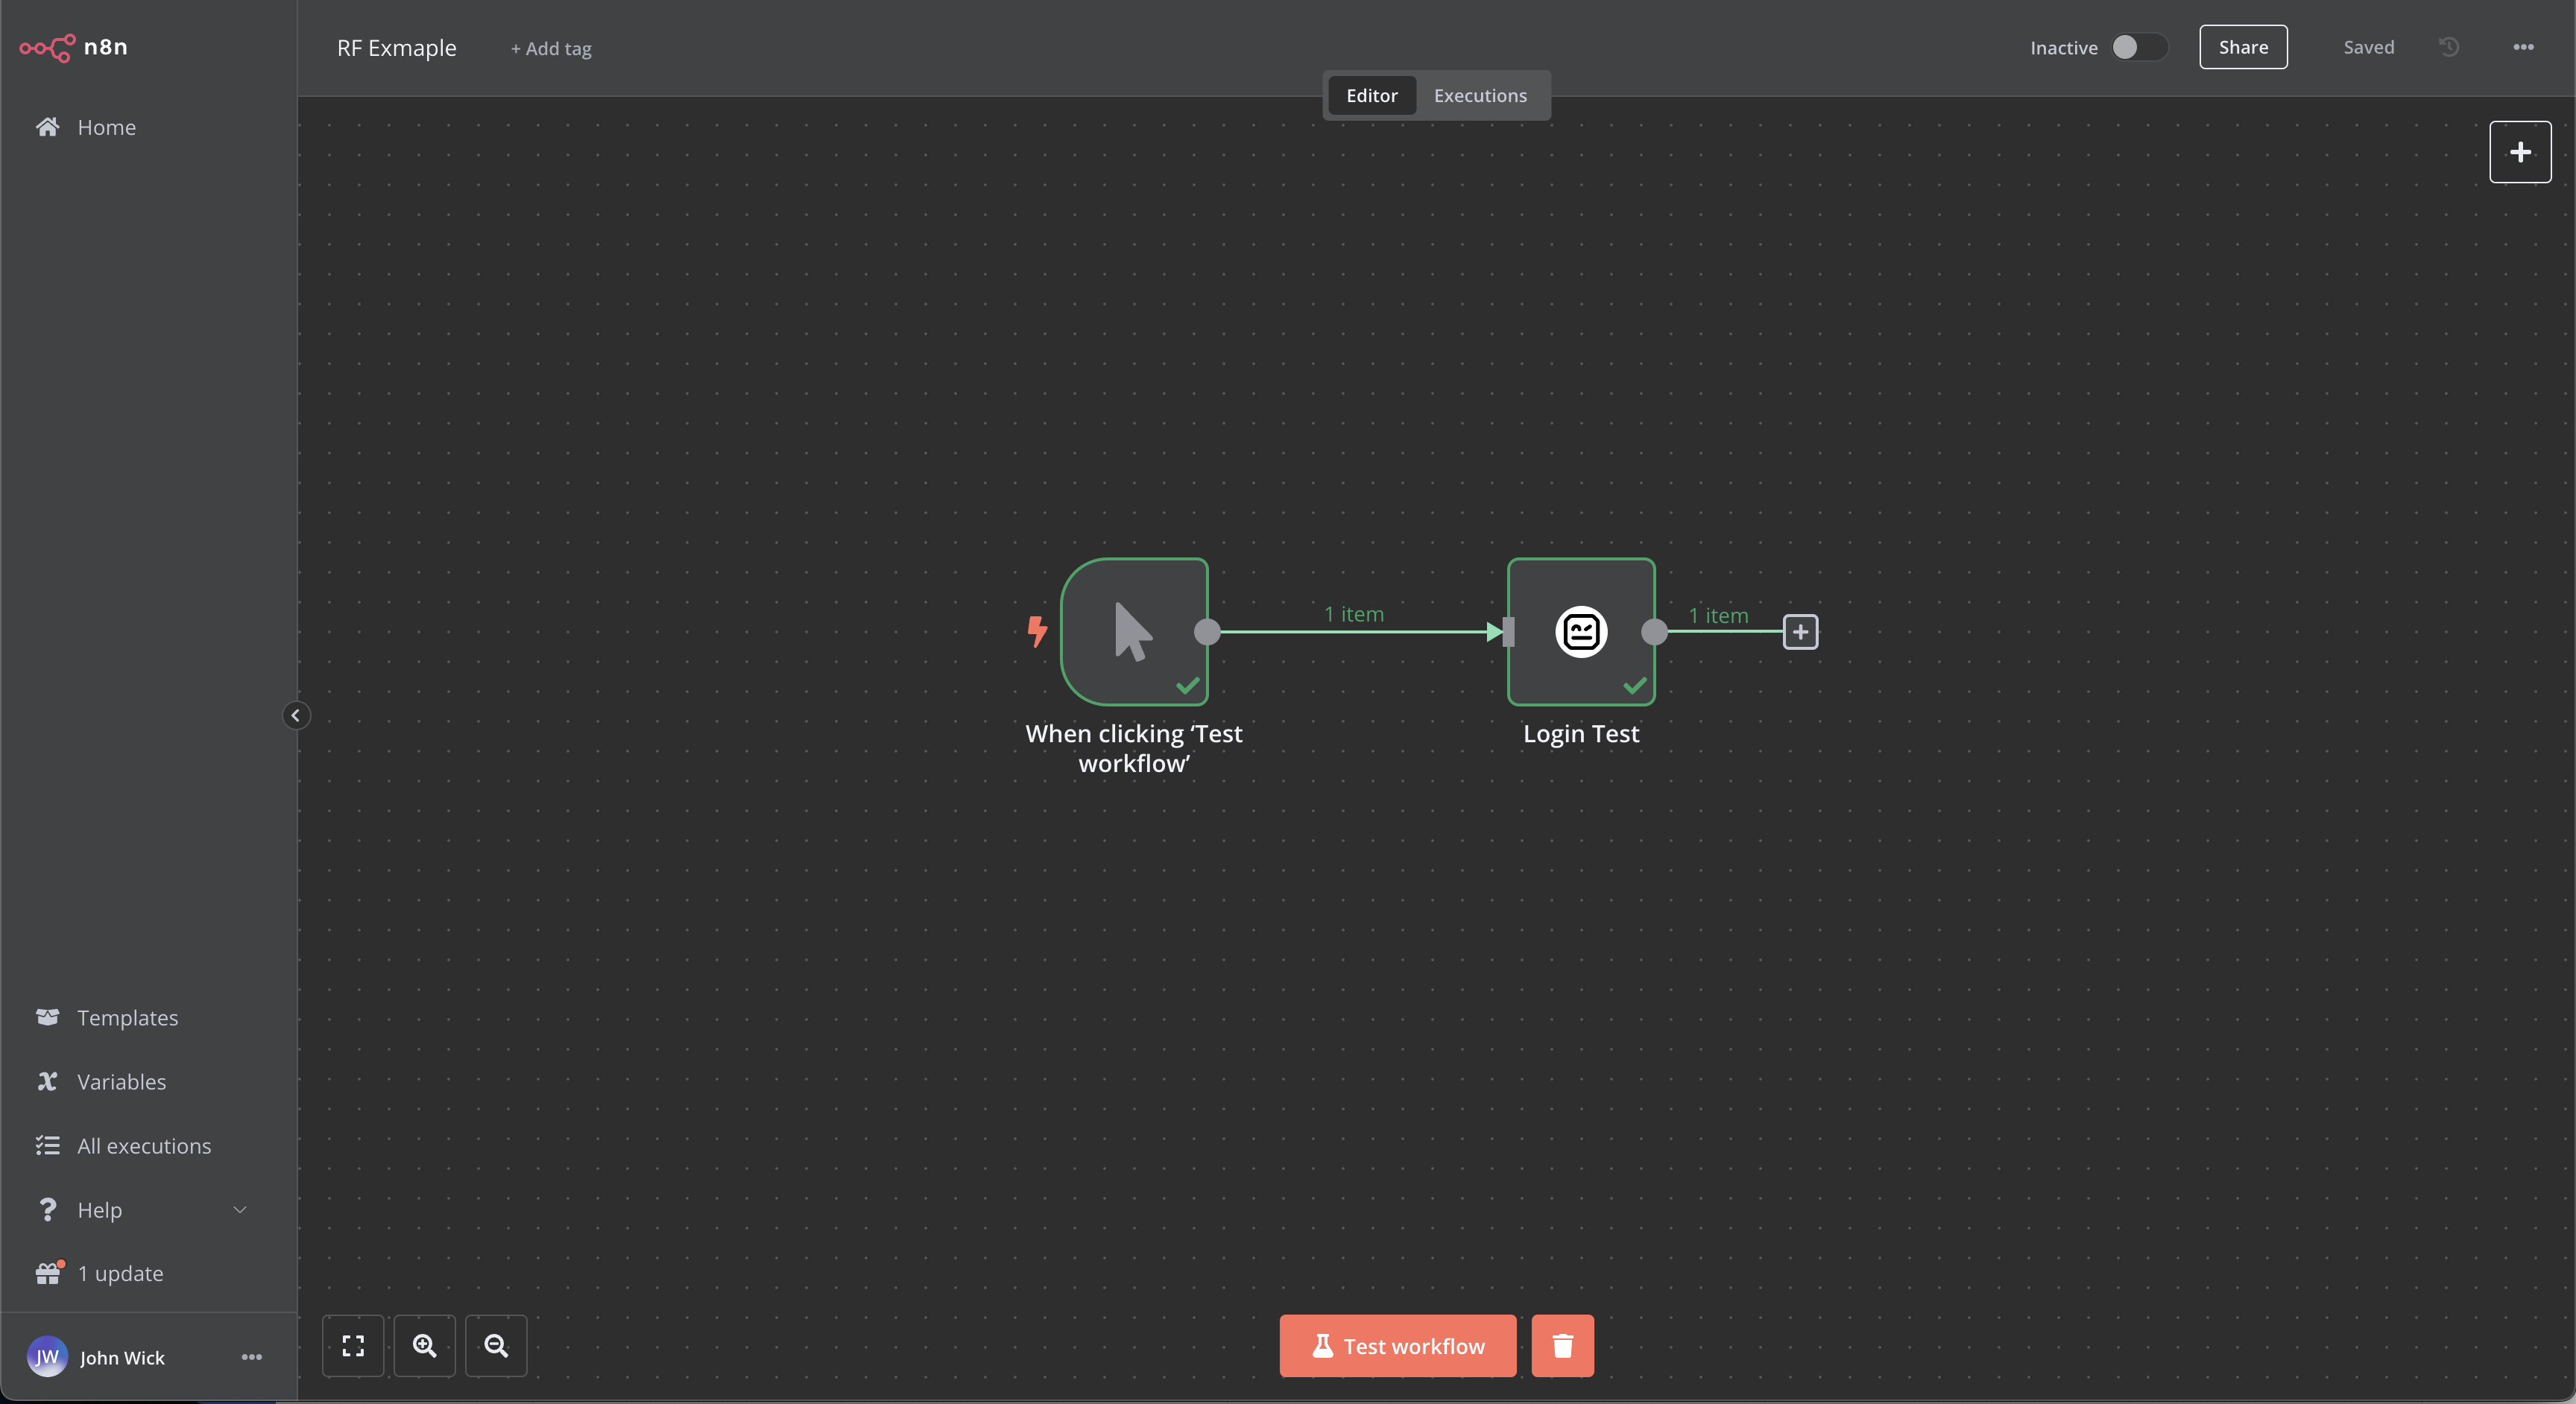 n8n
RF Exmaple
+ Add tag
Inactive
Share
Saved
Editor
Executions
Home
1 item
1 item
When clicking ‘Test
workflow’
Login Test
Templates
Variables
All executions
Help
1 update
JW
John Wick
Test workflow